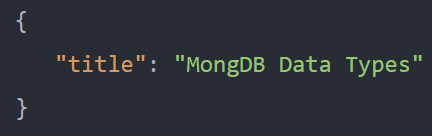 {
"title": "MongDB Data Types"
}